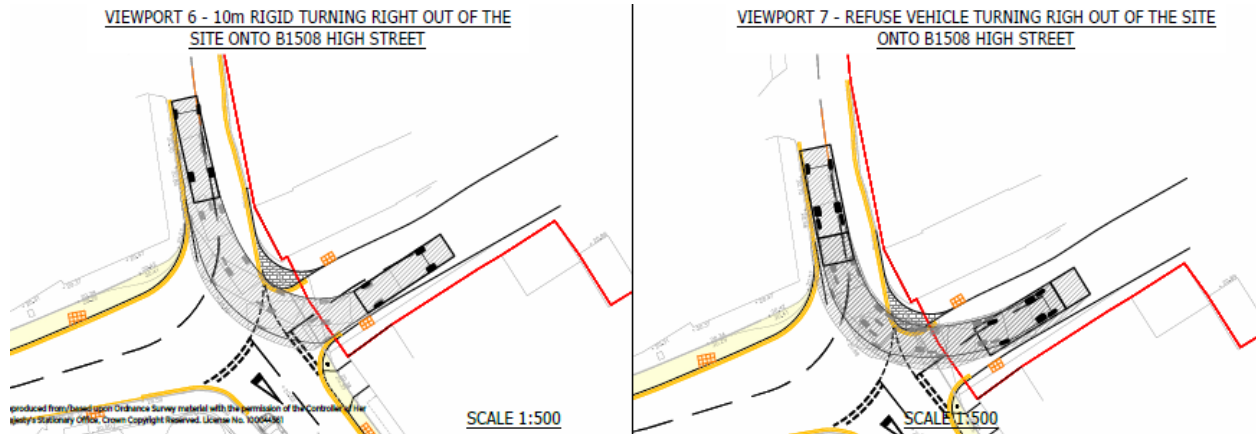 VIEWPORT 6 - 10m RIGID TURNING RIGHT OUT OF THE
SITE ONTO B1508 HIGH STREET
VIEWPORT 7 - REFUSE VEHICLE TURNING RIGH OUT OF THE SITE
ONTO B1508 HIGH STREET
eproduced from/based upon Ordnance Survey material with the permission of the Controller of Her
ajesty's Stationary Office, Crown Copyright Reserved. License No. 100044361
SCALE 1:500
SCALE 1:500